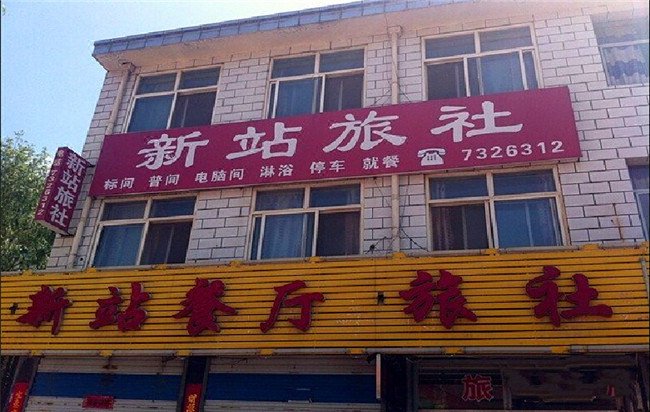 新站旅社
标间 普间 电脑间 淋浴 停车 就餐 ☎ 7326312
新站旅社
新站餐厅 旅社
旅